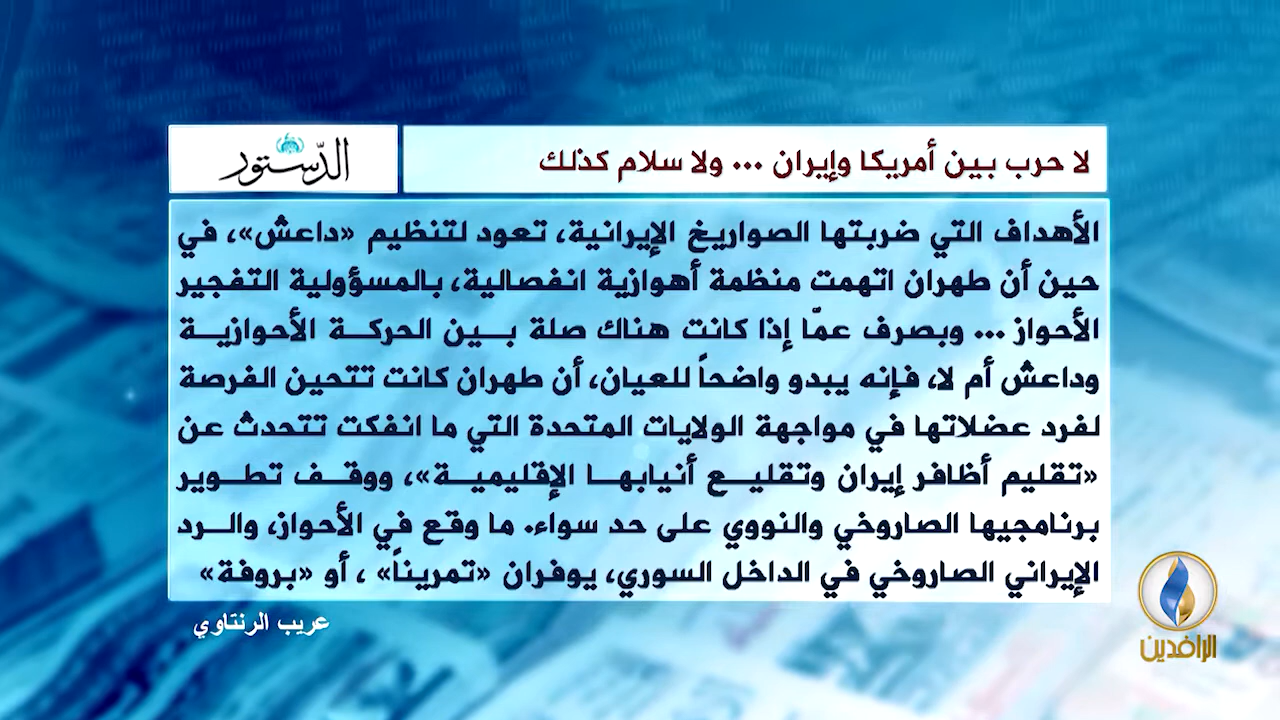 لا حرب بين أمريكا وإيران ... ولا سلام كذلك
الدّستور
الأهداف التي ضربتها الصواريخ الإيرانية، تعود لتنظيم «داعش»، في
حين أن طهران اتهمت منظمة أهوازية انفصالية، بالمسؤولية التفجير
الأحواز ... وبصرف عمّا إذا كانت هناك صلة بين الحركة الأحوازية
وداعش أم لا، فإنه يبدو واضحاً للعيان، أن طهران كانت تتحين الفرصة
لفرد عضلاتها في مواجهة الولايات المتحدة التي ما انفكت تتحدث عن
«تقليم أظافر إيران وتقليع أنيابها الإقليمية»، ووقف تطوير
برنامجيها الصاروخي والنووي على حد سواء. ما وقع في الأحواز، والرد
الإيراني الصاروخي في الداخل السوري، يوفران «تمريناً» ، أو «بروفة»
عريب الرنتاوي
الرافدين